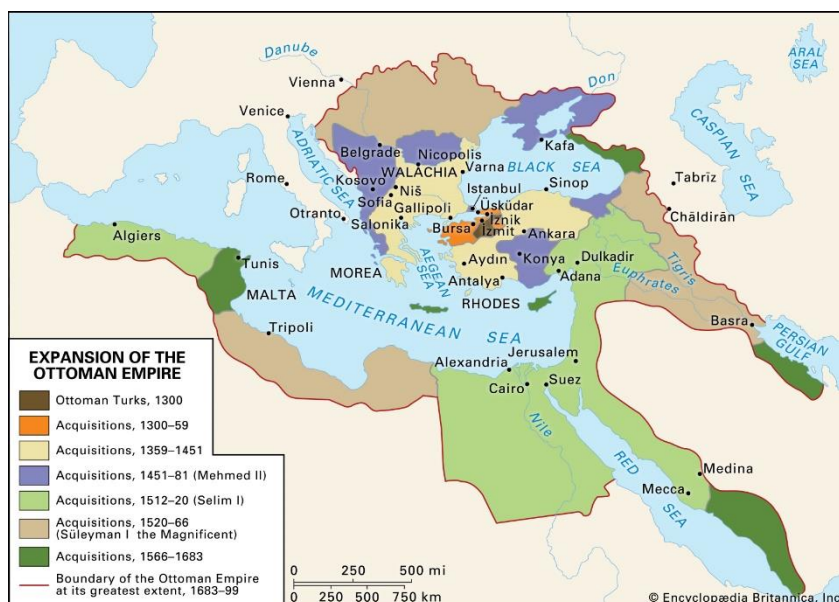 Danube
Vienna
Don
ARAL
SEA
Venice
ADRIATIC SEA
Belgrade
Nicopolis
Kafa
CASPIAN
SEA
WALACHIA
Varna
BLACK SEA
Rome
Kosovo
Niš
Istanbul
Sinop
Tabrīz
Sofia
Gallipoli
Üsküdar
Otranto
Salonika
Bursa
İznik
İzmit
Ankara
Chāldirān
Algiers
AEGEAN
SEA
Aydın
Konya
Dulkadir
Tigris
Tunis
MOREA
Antalya
Adana
Euphrates
MALTA
MEDITERRANEAN SEA
RHODES
Basra
PERSIAN
GULF
Tripoli
Alexandria
Jerusalem
Cairo
Suez
Nile
RED
SEA
Medina
Mecca
EXPANSION OF THE
OTTOMAN EMPIRE
Ottoman Turks, 1300
Acquisitions, 1300–59
Acquisitions, 1359–1451
Acquisitions, 1451–81 (Mehmed II)
Acquisitions, 1512–20 (Selim I)
Acquisitions, 1520–66
(Süleyman I the Magnificent)
Acquisitions, 1566–1683
Boundary of the Ottoman Empire
at its greatest extent, 1683–99
0 250 500 mi
0 250 500 750 km
© Encyclopædia Britannica, Inc.